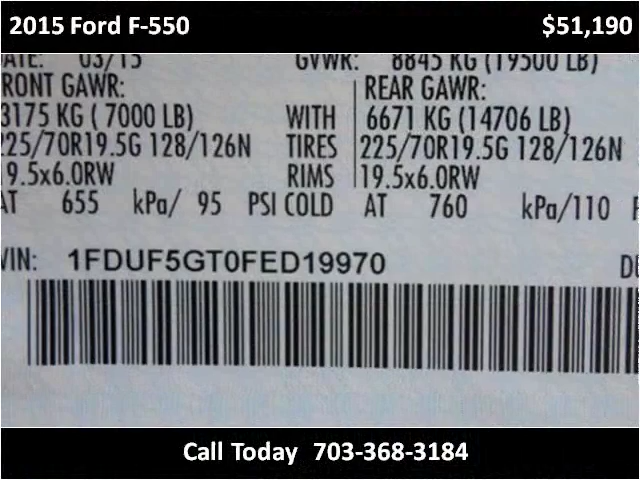 2015 Ford F-550 $51,190
DATE: 03/15 GVWR: 8845 KG (19500 LB)
RONT GAWR: REAR GAWR:
3175 KG ( 7000 LB) WITH 6671 KG (14706 LB)
225/70R19.5G 128/126N TIRES 225/70R19.5G 128/126N
19.5x6.0RW RIMS 19.5x6.0RW
AT 655 kPa/ 95 PSI COLD AT 760 kPa/110 P
VIN: 1FDUF5GT0FED19970 DE
Call Today 703-368-3184